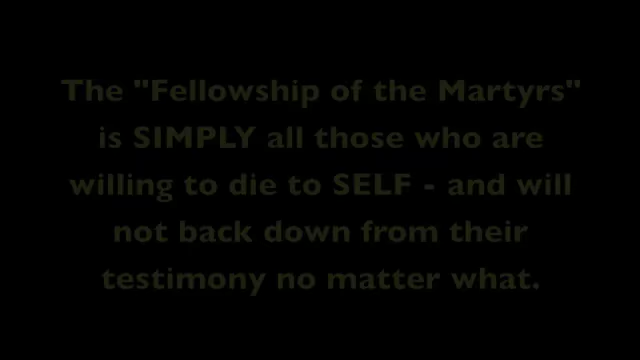 The "Fellowship of the Martyrs"
is SIMPLY all those who are
willing to die to SELF - and will
not back down from their
testimony no matter what.